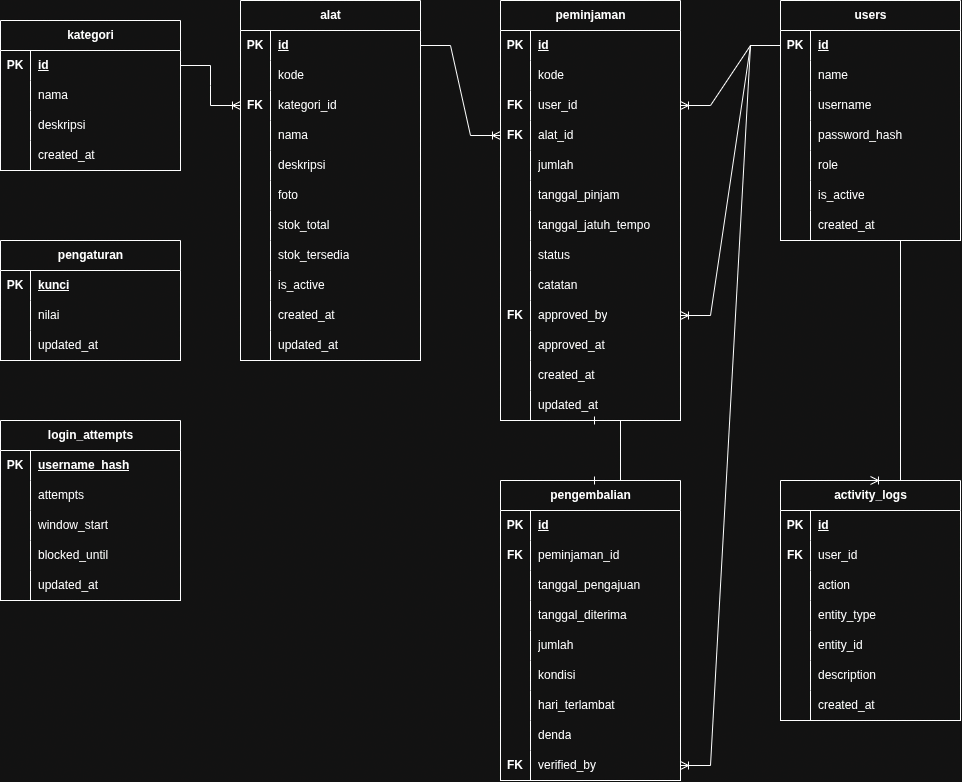 kategori
PK id
nama
deskripsi
created_at
alat
PK id
kode
FK kategori_id
nama
deskripsi
foto
stok_total
stok_tersedia
is_active
created_at
updated_at
peminjaman
PK id
kode
FK user_id
FK alat_id
jumlah
tanggal_pinjam
tanggal_jatuh_tempo
status
catatan
FK approved_by
approved_at
created_at
updated_at
users
PK id
name
username
password_hash
role
is_active
created_at
pengaturan
PK kunci
nilai
updated_at
login_attempts
PK username_hash
attempts
window_start
blocked_until
updated_at
pengembalian
PK id
FK peminjaman_id
tanggal_pengajuan
tanggal_diterima
jumlah
kondisi
hari_terlambat
denda
FK verified_by
activity_logs
PK id
FK user_id
action
entity_type
entity_id
description
created_at